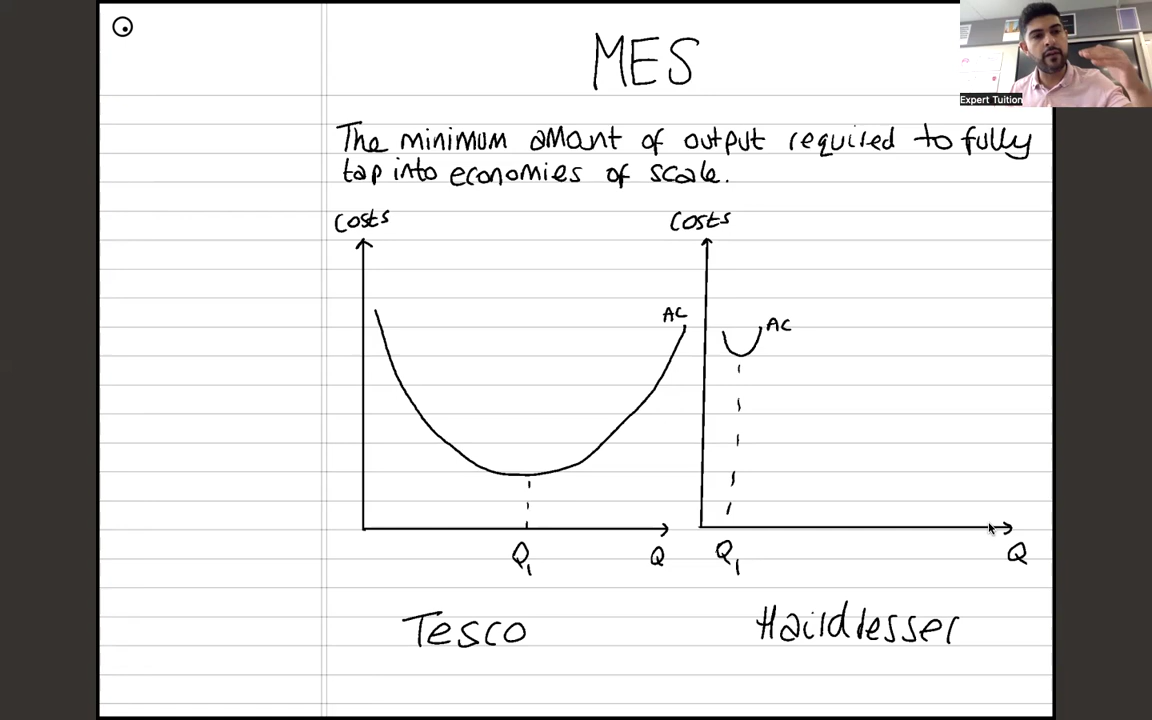 MES
Expert Tuition
The minimum amount of output required to fully
tap into economies of scale.
Costs
Costs
AC
AC
Q1
Q
Q1
Q
Tesco
Hairdresser